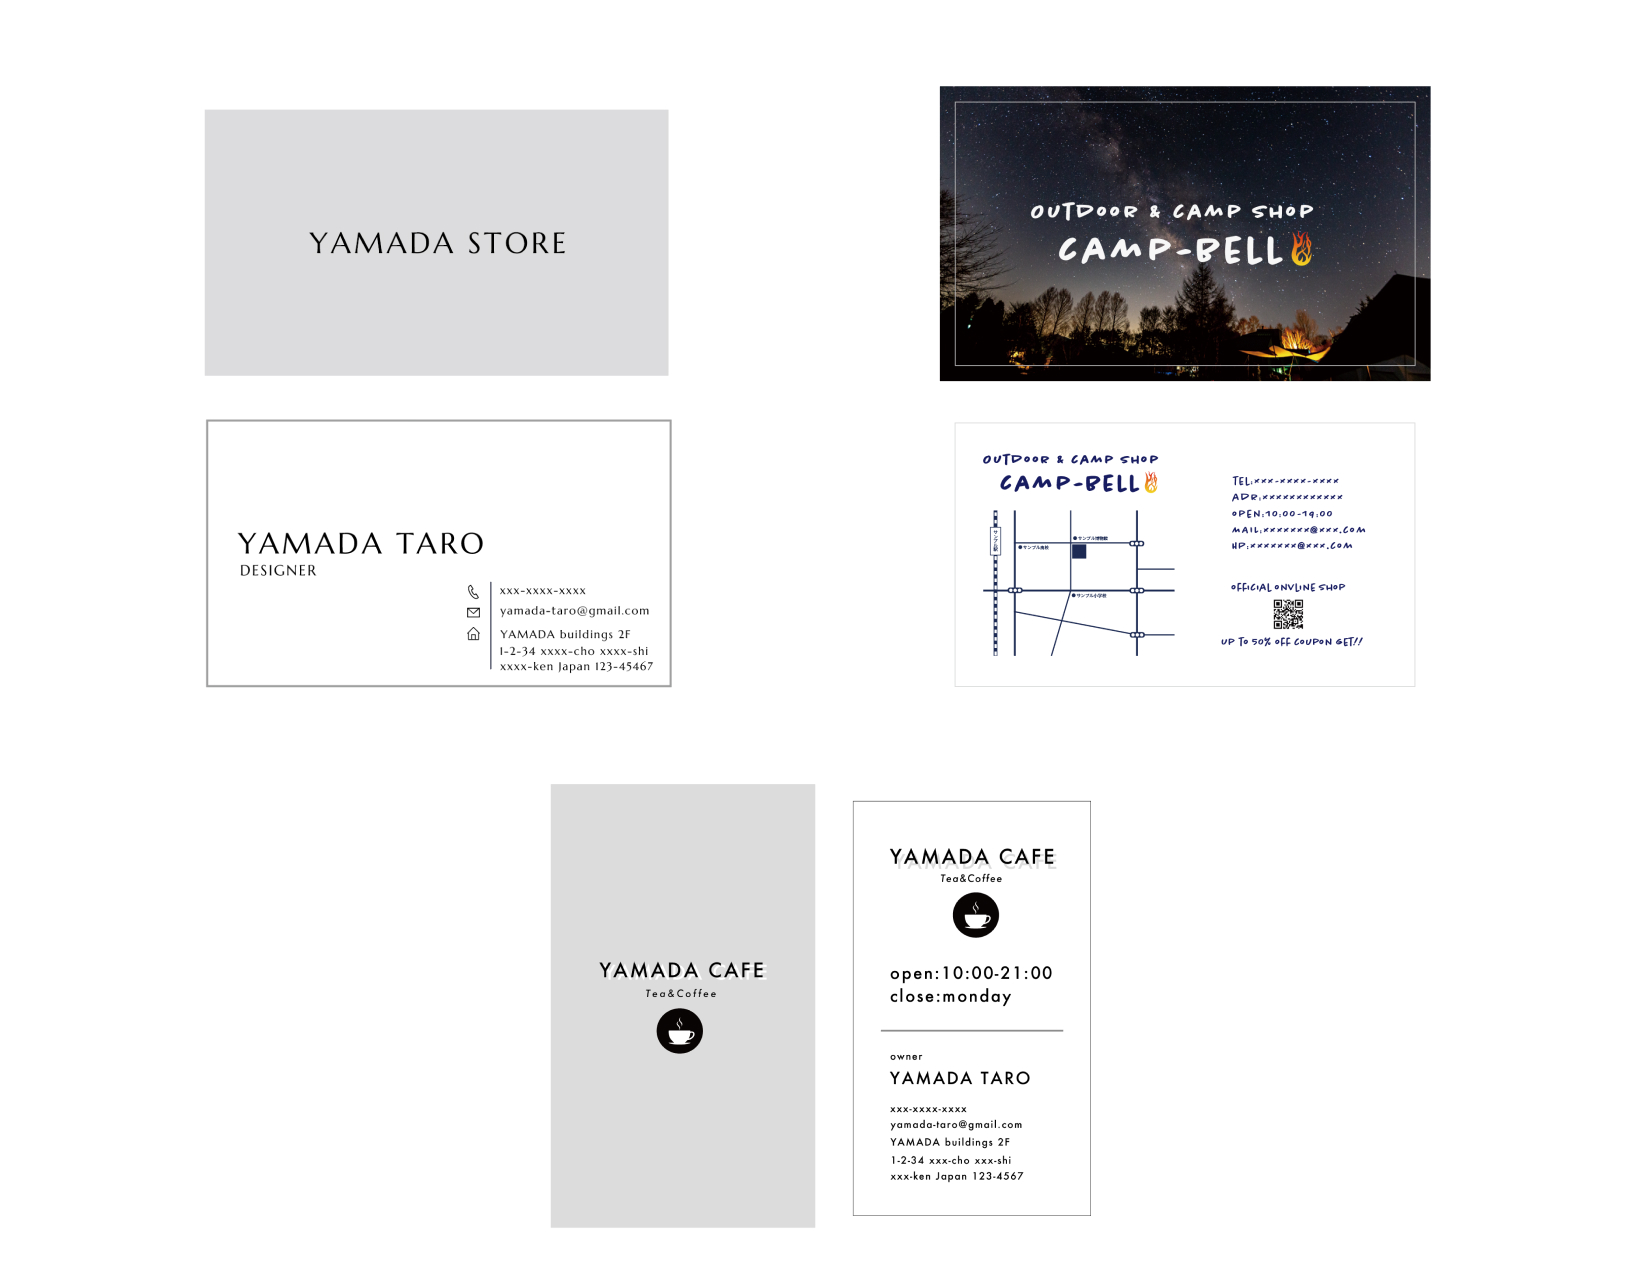 YAMADA STORE
YAMADA TARO
DESIGNER
xxx-xxxx-xxxx
yamada-taro@gmail.com
YAMADA buildings 2F
1-2-34 xxxx-cho xxxx-shi
xxxx-ken Japan 123-45667
OUTDOOR & CAMP SHOP
CAMP-BELL
OUTDOOR & CAMP SHOP
CAMP-BELL
サンプル駅
サンプル高校
サンプル博物館
サンプル小学校
TEL:xxx-xxxx-xxxx
ADR:xxxxxxxxxxxx
OPEN:10:00-19:00
MAIL:xxxxxxx@xxx.COM
HP:xxxxxxx@xxx.COM
OFFICIAL ONVLINE SHOP
UP TO 50% OFF COUPON GET!!
YAMADA CAFE
Tea&Coffee
YAMADA CAFE
Tea&Coffee
open:10:00-21:00
close:monday
owner
YAMADA TARO
xxx-xxxx-xxxx
yamada-taro@gmail.com
YAMADA buildings 2F
1-2-34 xxx-cho xxx-shi
xxx-ken Japan 123-4567